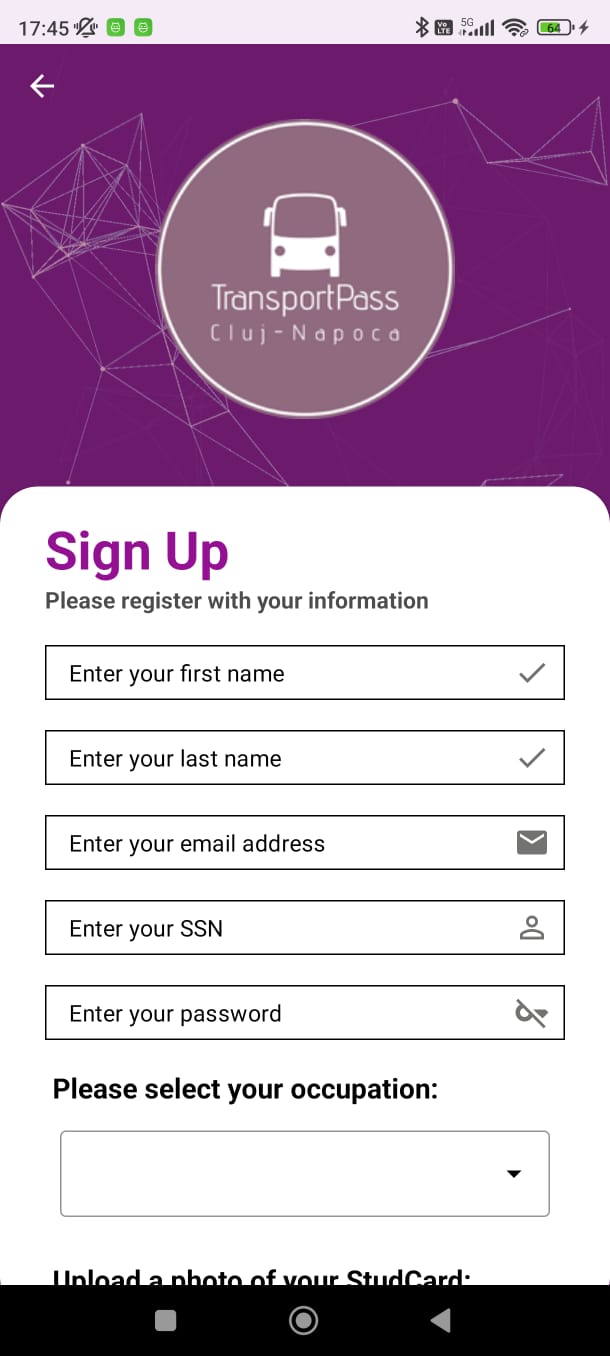 17:45
Vo
LTE
5G
64
TransportPass
Cluj-Napoca
Sign Up
Please register with your information
Enter your first name
Enter your last name
Enter your email address
Enter your SSN
Enter your password
Please select your occupation:
Upload a photo of your StudCard: